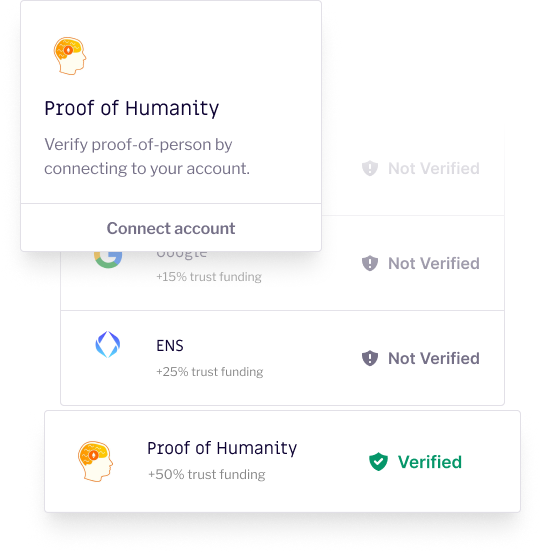 Proof of Humanity
Verify proof-of-person by
connecting to your account.
Connect account
Not Verified
Google
+15% trust funding
Not Verified
ENS
+25% trust funding
Not Verified
Proof of Humanity
+50% trust funding
Verified